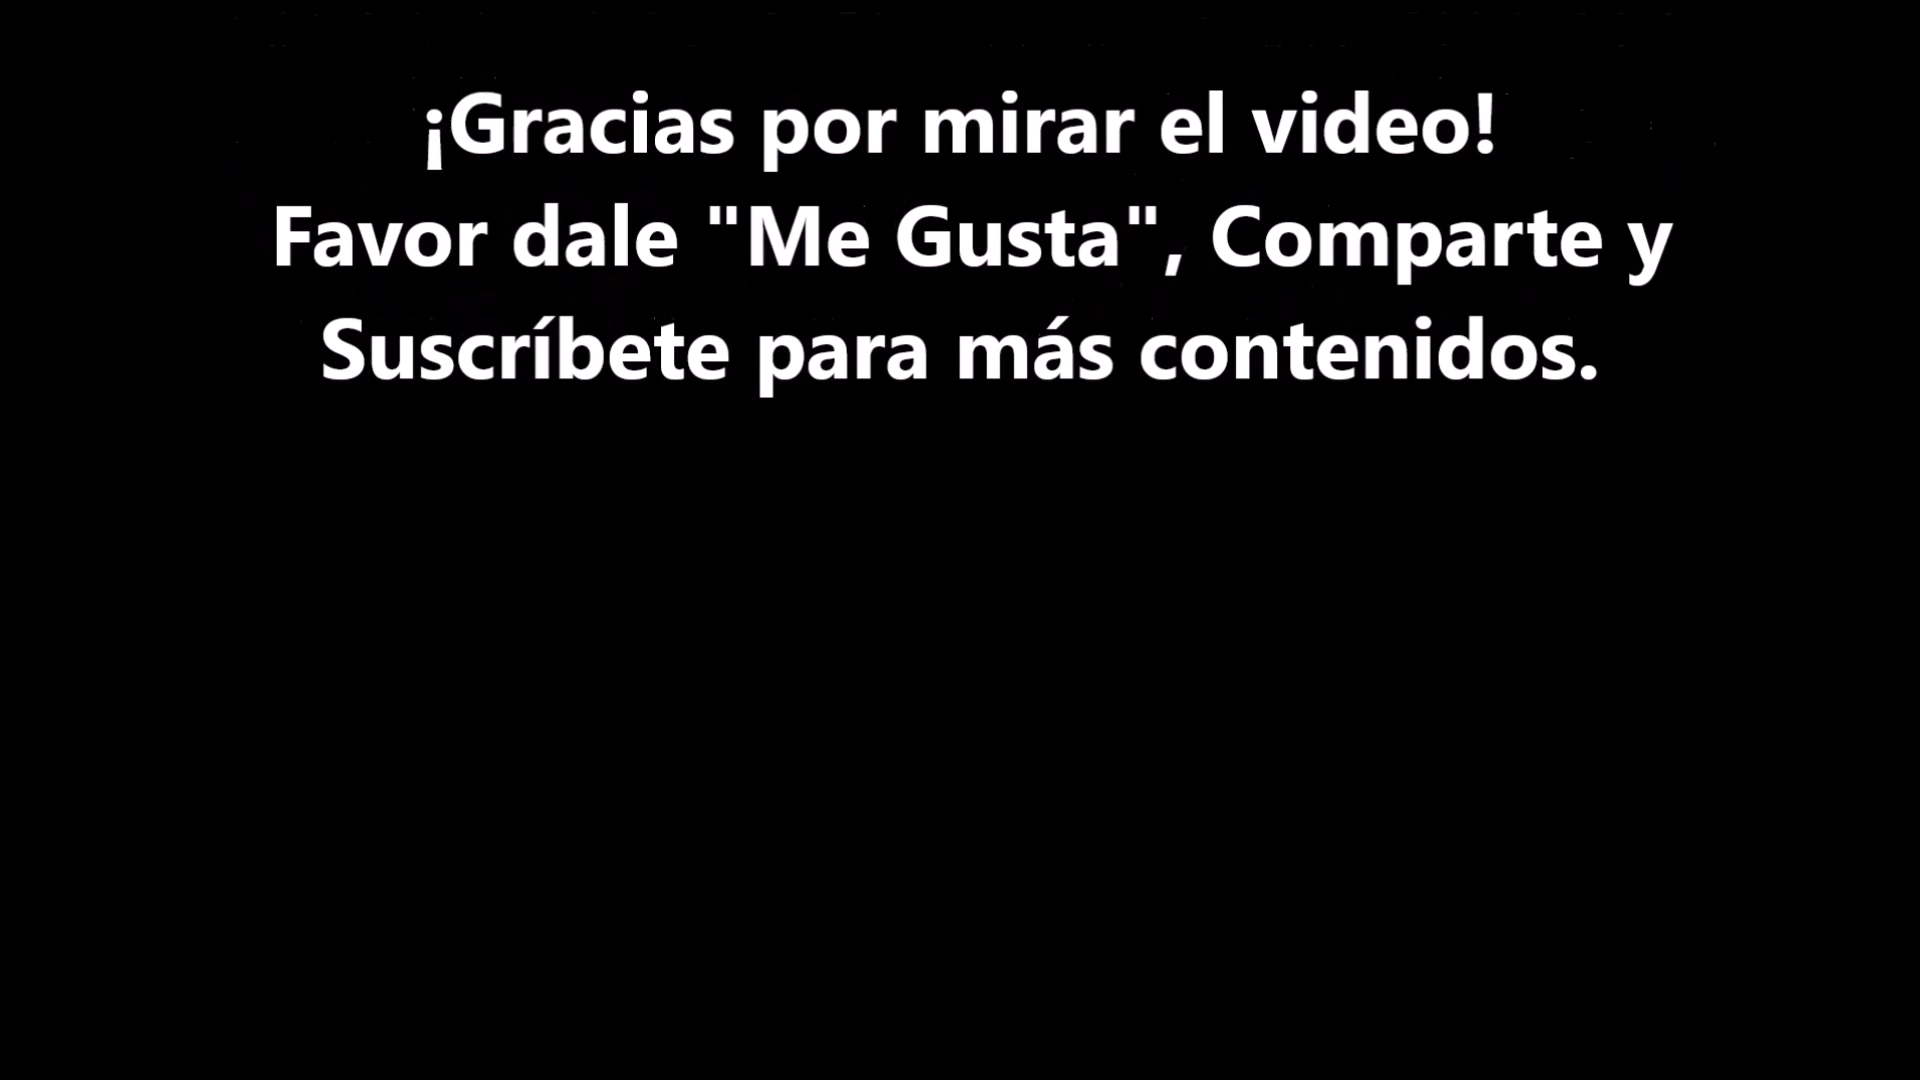 ¡Gracias por mirar el video!
Favor dale "Me Gusta", Comparte y
Suscríbete para más contenidos.